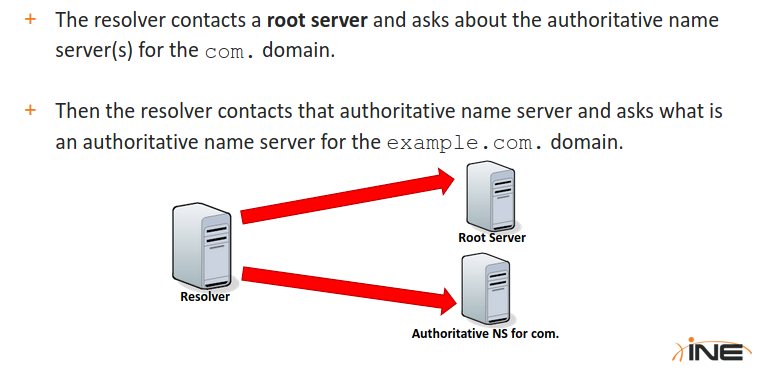 + The resolver contacts a root server and asks about the authoritative name
server(s) for the com. domain.
+ Then the resolver contacts that authoritative name server and asks what is
an authoritative name server for the example.com. domain.
Root Server
Resolver
Authoritative NS for com.
iNE